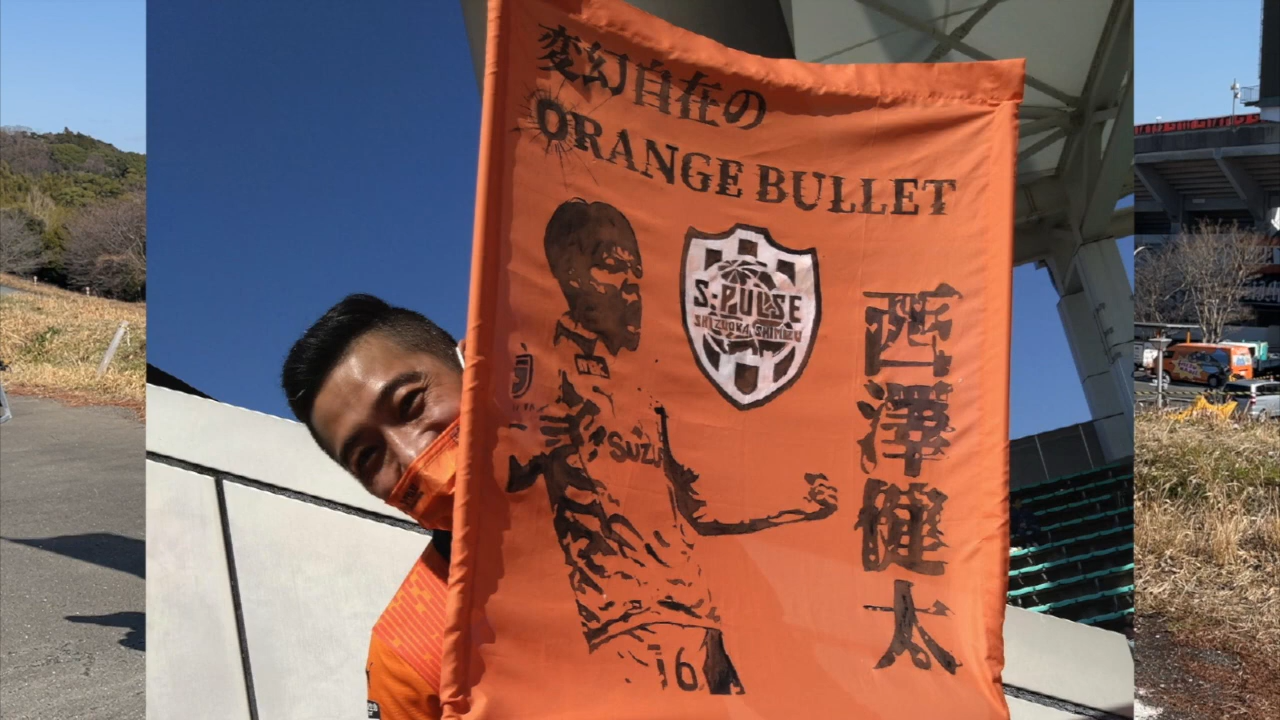 変幻自在の
ORANGE BULLET
S-PULSE
SHIZUOKA SHIMIZU
西澤健太
SUZU
16